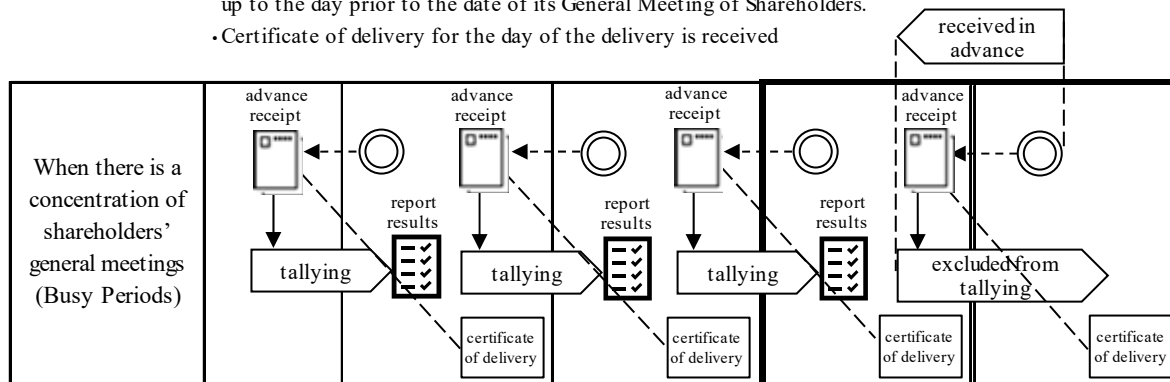 up to the day prior to the date of its General Meeting of Shareholders.
・Certificate of delivery for the day of the delivery is received
received in
advance
When there is a
concentration of
shareholders’
general meetings
(Busy Periods)
advance
receipt
advance
receipt
advance
receipt
advance
receipt
report
results
report
results
report
results
tallying
tallying
tallying
excluded from
tallying
certificate
of delivery
certificate
of delivery
certificate
of delivery
certificate
of delivery